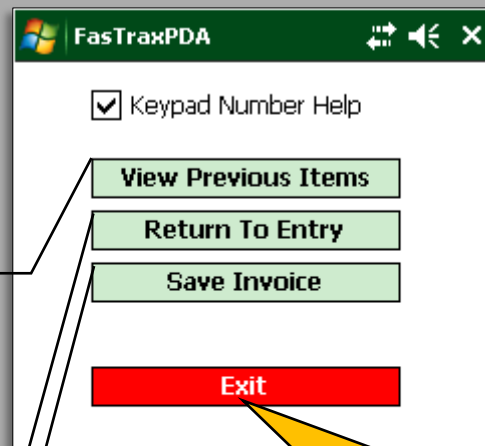 FasTraxPDA
Keypad Number Help
View Previous Items
Return To Entry
Save Invoice
Exit